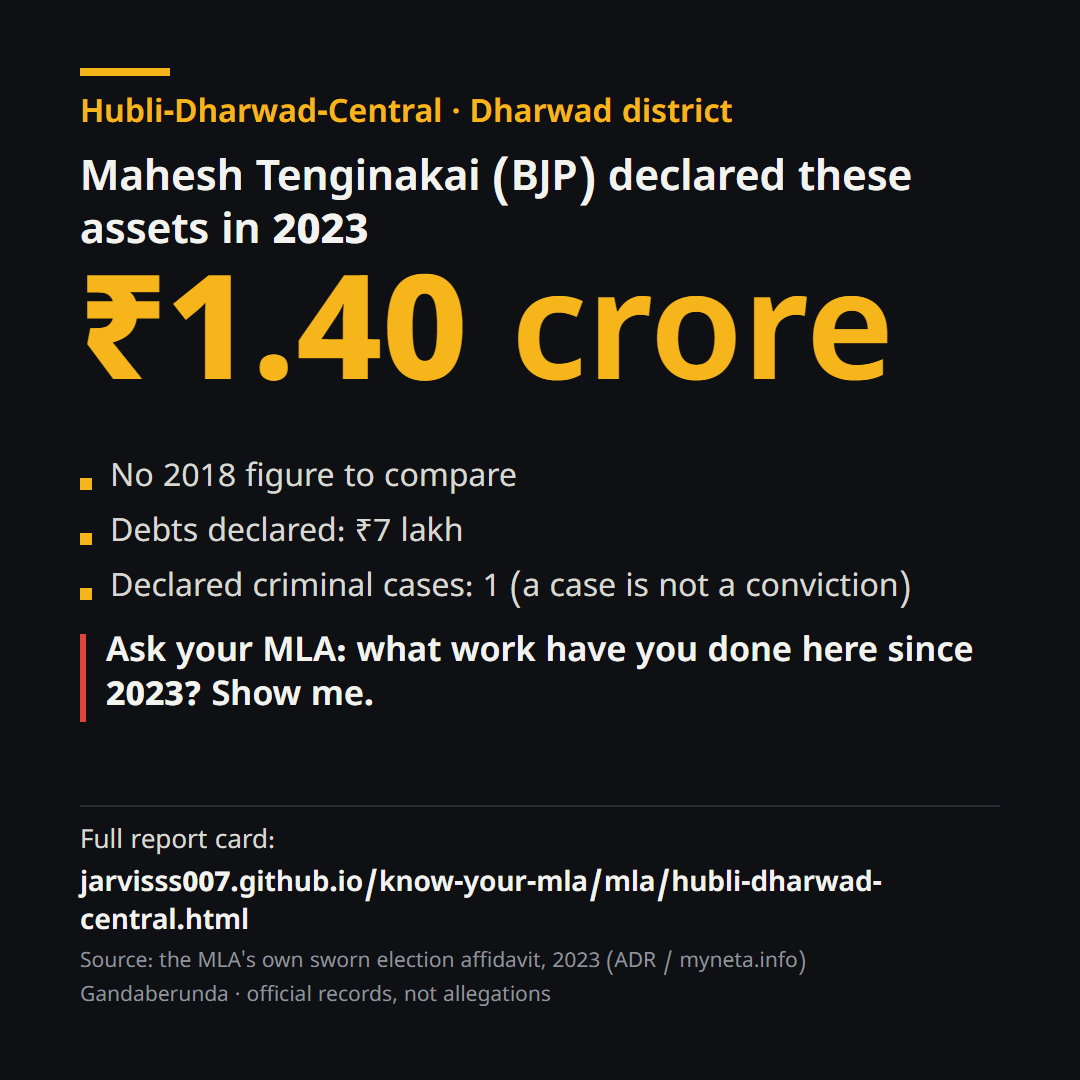 Hubli-Dharwad-Central · Dharwad district
Mahesh Tenginakai (BJP) declared these
assets in 2023
₹1.40 crore
No 2018 figure to compare
Debts declared: ₹7 lakh
Declared criminal cases: 1 (a case is not a conviction)
Ask your MLA: what work have you done here since
2023? Show me.
Full report card:
jarvisss007.github.io/know-your-mla/mla/hubli-dharwad-
central.html
Source: the MLA's own sworn election affidavit, 2023 (ADR / myneta.info)
Gandaberunda · official records, not allegations